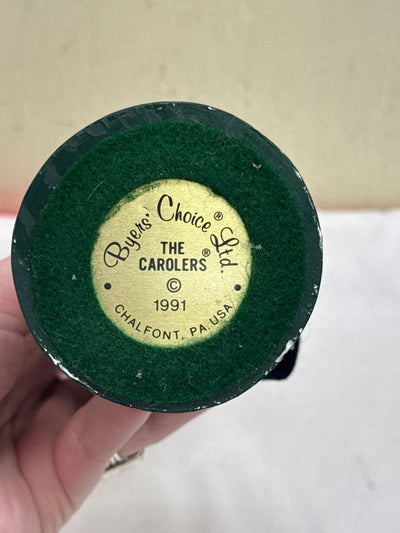 Byers' Choice® Ltd.
THE
CAROLERS®
©
1991
CHALFONT, PA. USA